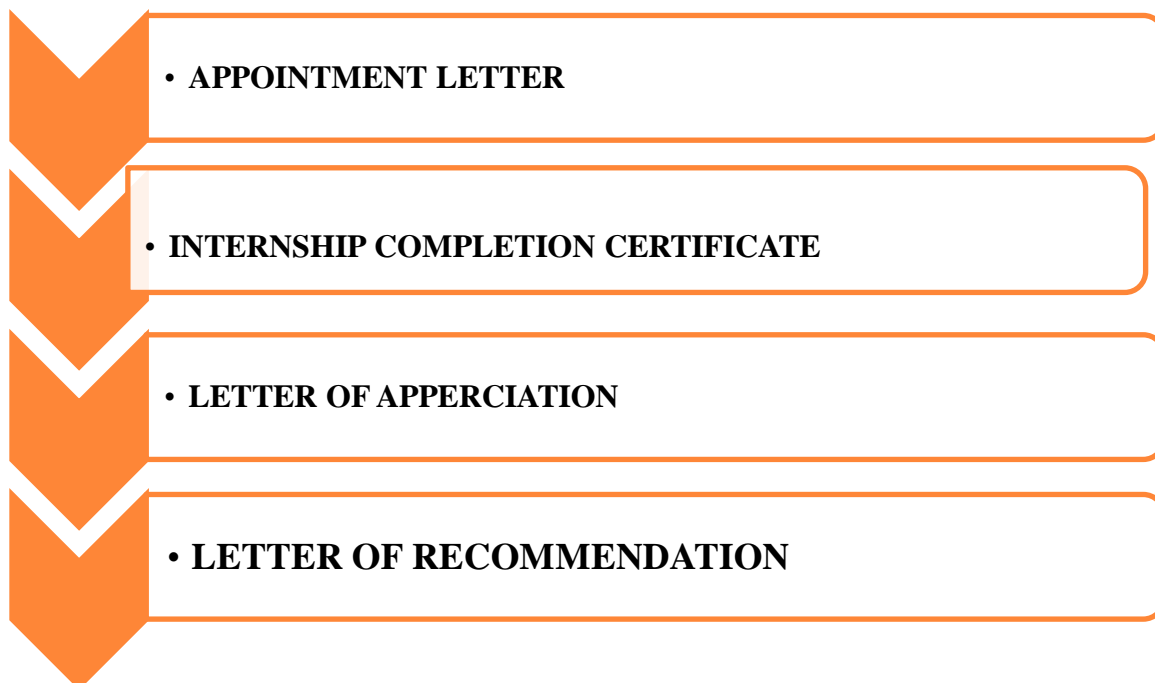 • APPOINTMENT LETTER
• INTERNSHIP COMPLETION CERTIFICATE
• LETTER OF APPERCIATION
• LETTER OF RECOMMENDATION